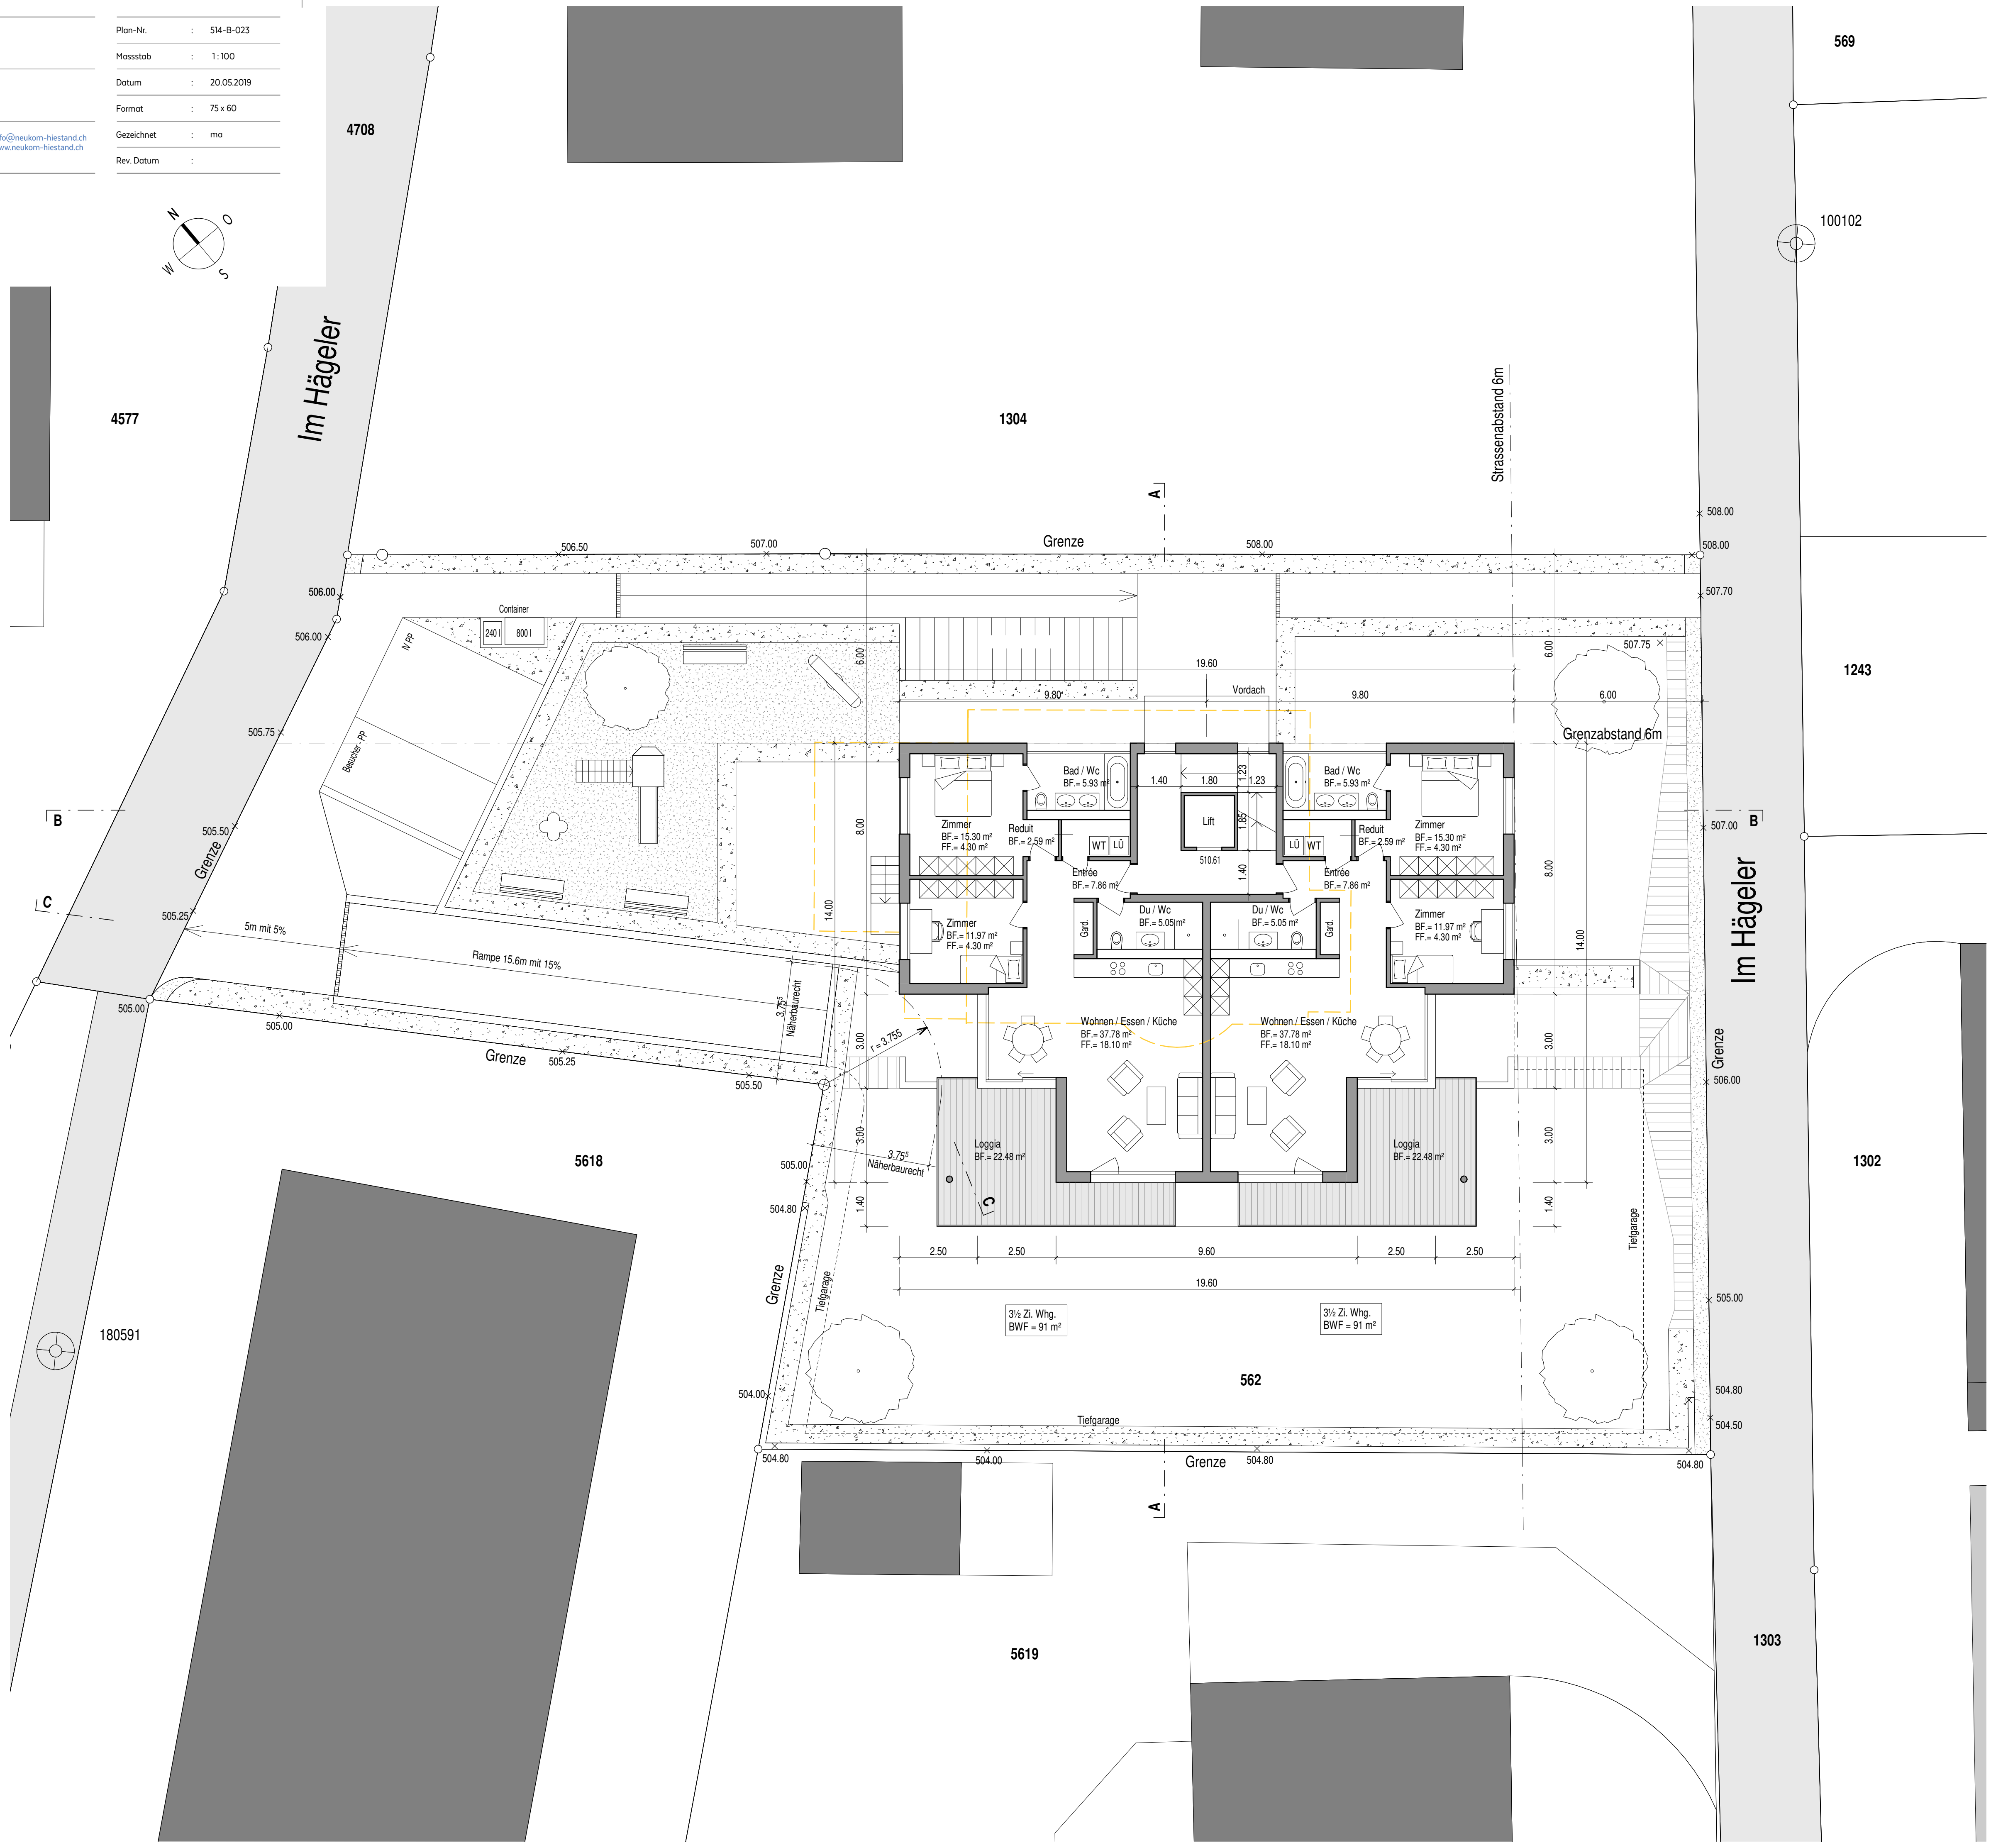 Plan-Nr. : 514-B-023
Massstab : 1 : 100
Datum : 20.05.2019
Format : 75 x 60
fo@neukom-hiestand.ch
ww.neukom-hiestand.ch
Gezeichnet : ma
Rev. Datum :
N
O
W
S
4708
569
100102
4577
Im Hägeler
1304
Strassenabstand 6m
A
508.00
506.50
507.00
Grenze
508.00
508.00
506.00
507.70
Container
240 l
800 l
506.00
N PP
6.00
6.00
507.75
1243
19.60
9.80
Vordach
9.80
6.00
505.75
Besucher - PP
Grenzabstand 6m
Bad / Wc
BF.= 5.93 m²
1.40
1.80
1.23
1.23
Bad / Wc
BF.= 5.93 m²
B
505.50
Grenze
8.00
Zimmer
BF.= 15.30 m²
FF.= 4.30 m²
Reduit
BF.= 2.59 m²
WT
LÜ
Lift
1.85
510.61
1.40
LÜ
WT
Reduit
BF.= 2.59 m²
Zimmer
BF.= 15.30 m²
FF.= 4.30 m²
8.00
507.00
B
Im Hägeler
Entrée
BF.= 7.86 m²
Entrée
BF.= 7.86 m²
C
505.25
5m mit 5%
Rampe 15.6m mit 15%
14.00
Zimmer
BF.= 11.97 m²
FF.= 4.30 m²
Gard.
Du / Wc
BF.= 5.05 m²
Du / Wc
BF.= 5.05 m²
Gard.
Zimmer
BF.= 11.97 m²
FF.= 4.30 m²
14.00
505.00
505.00
3.75⁵
Näherbaurecht
r = 3.755
3.00
Wohnen / Essen / Küche
BF.= 37.78 m²
FF.= 18.10 m²
Wohnen / Essen / Küche
BF.= 37.78 m²
FF.= 18.10 m²
3.00
Grenze
Grenze
505.25
505.50
506.00
5618
505.00
3.00
3.75⁵
Näherbaurecht
Loggia
BF.= 22.48 m²
Loggia
BF.= 22.48 m²
3.00
1302
504.80
1.40
C
1.40
Tiefgarage
2.50
2.50
9.60
2.50
2.50
19.60
Grenze
Tiefgarage
505.00
3½ Zi. Whg.
BWF = 91 m²
3½ Zi. Whg.
BWF = 91 m²
180591
562
504.00
504.80
Tiefgarage
504.50
504.80
504.00
Grenze
504.80
504.80
A
5619
1303